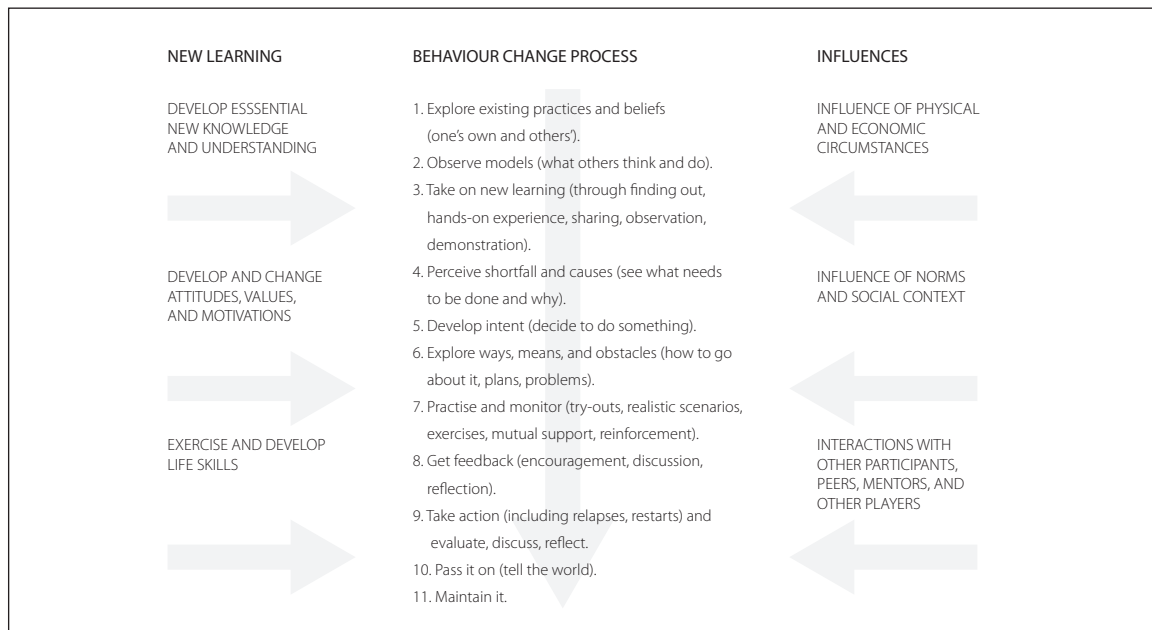 NEW LEARNING
DEVELOP ESSSENTIAL
NEW KNOWLEDGE
AND UNDERSTANDING
DEVELOP AND CHANGE
ATTITUDES, VALUES,
AND MOTIVATIONS
EXERCISE AND DEVELOP
LIFE SKILLS
BEHAVIOUR CHANGE PROCESS
1. Explore existing practices and beliefs
(one's own and others').
2. Observe models (what others think and do).
3. Take on new learning (through finding out,
hands-on experience, sharing, observation,
demonstration).
4. Perceive shortfall and causes (see what needs
to be done and why).
5. Develop intent (decide to do something).
6. Explore ways, means, and obstacles (how to go
about it, plans, problems).
7. Practise and monitor (try-outs, realistic scenarios,
exercises, mutual support, reinforcement).
8. Get feedback (encouragement, discussion,
reflection).
9. Take action (including relapses, restarts) and
evaluate, discuss, reflect.
10. Pass it on (tell the world).
11. Maintain it.
INFLUENCES
INFLUENCE OF PHYSICAL
AND ECONOMIC
CIRCUMSTANCES
INFLUENCE OF NORMS
AND SOCIAL CONTEXT
INTERACTIONS WITH
OTHER PARTICIPANTS,
PEERS, MENTORS, AND
OTHER PLAYERS